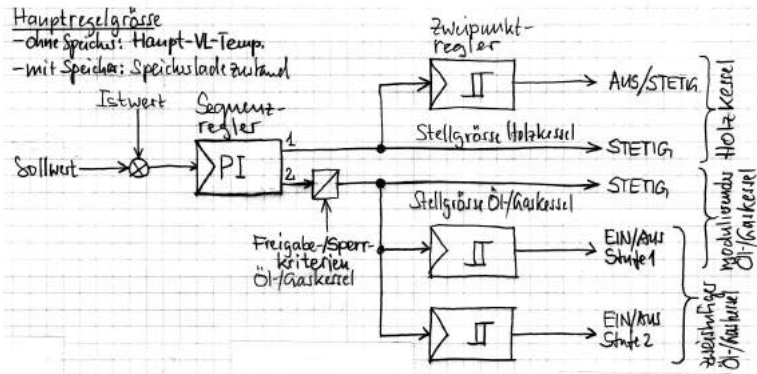 Hauptregelgrösse
- ohne Speicher: Haupt-VL-Temp.
- mit Speicher: Speicherladezustand
Istwert
Sollwert
Sequenz-
regler
PI
1
2
Freigabe-/Sperr-
kriterien
Öl-/Gaskessel
Zweipunkt-
regler
Stellgrösse Holzkessel
Stellgrösse Öl-/Gaskessel
AUS/STETIG
STETIG
Holzkessel
STETIG
EIN/AUS
Stufe 1
modulierender
Öl-/Gaskessel
EIN/AUS
Stufe 2
zweistufiger
Öl-/Gaskessel